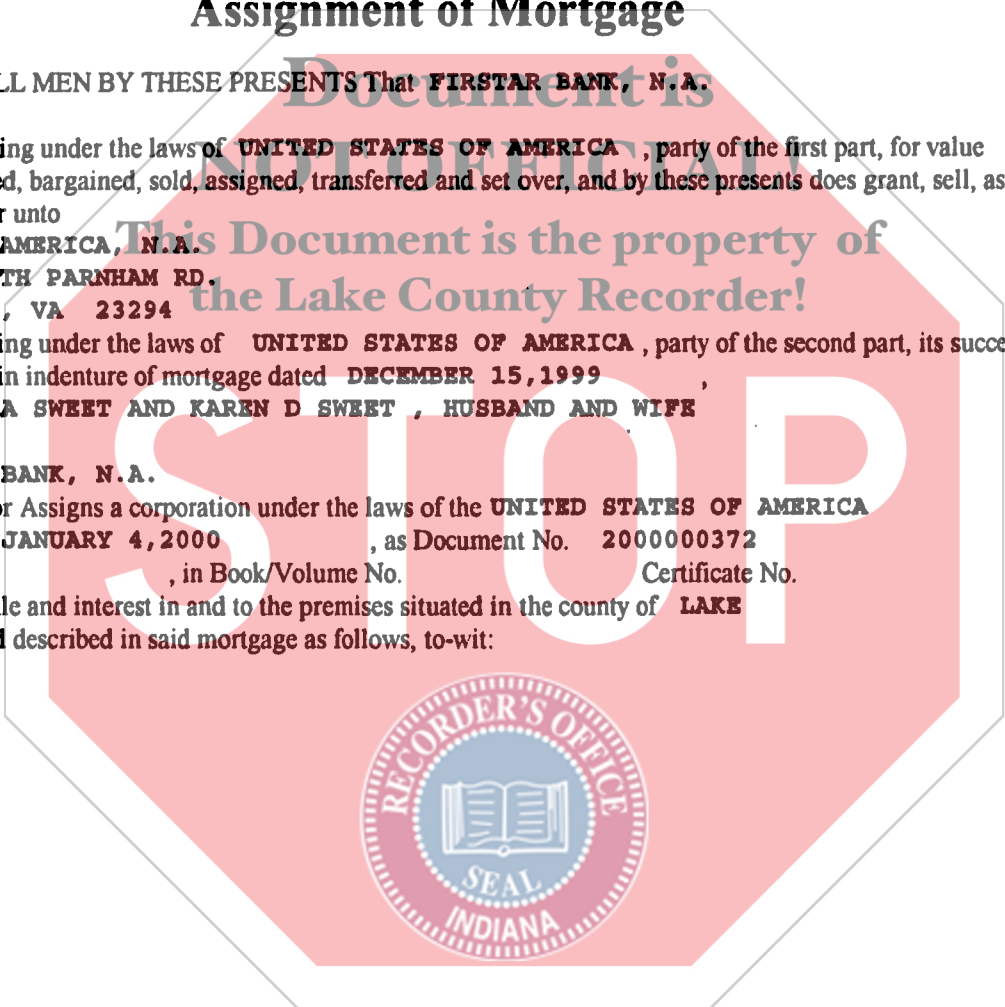 Assignment of Mortgage
Document is
LL MEN BY THESE PRESENTS That FIRSTAR BANK, N.A.
ing under the laws of UNITED STATES OF AMERICA , party of the first part, for value
NOT OFFICIAL!
ed, bargained, sold, assigned, transferred and set over, and by these presents does grant, sell, as
r unto
AMERICA, N.A.
This Document is the property of
TH PARNHAM RD.
the Lake County Recorder!
, VA 23294
ing under the laws of UNITED STATES OF AMERICA , party of the second part, its succe
in indenture of mortgage dated DECEMBER 15,1999 ,
A SWEET AND KAREN D SWEET , HUSBAND AND WIFE
STOP
BANK, N.A.
or Assigns a corporation under the laws of the UNITED STATES OF AMERICA
JANUARY 4,2000 , as Document No. 2000000372
, in Book/Volume No. Certificate No.
le and interest in and to the premises situated in the county of LAKE
d described in said mortgage as follows, to-wit:
RECORDER'S OFFICE
SEAL
INDIANA